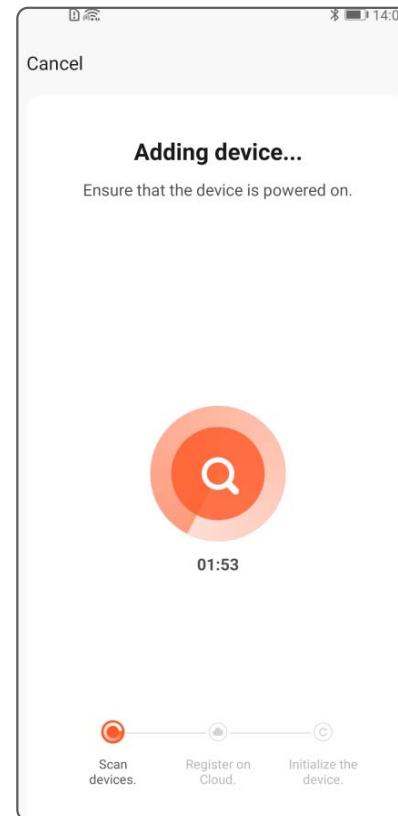 14:0
Cancel
Adding device...
Ensure that the device is powered on.
01:53
Scan
devices.
Register on
Cloud.
Initialize the
device.